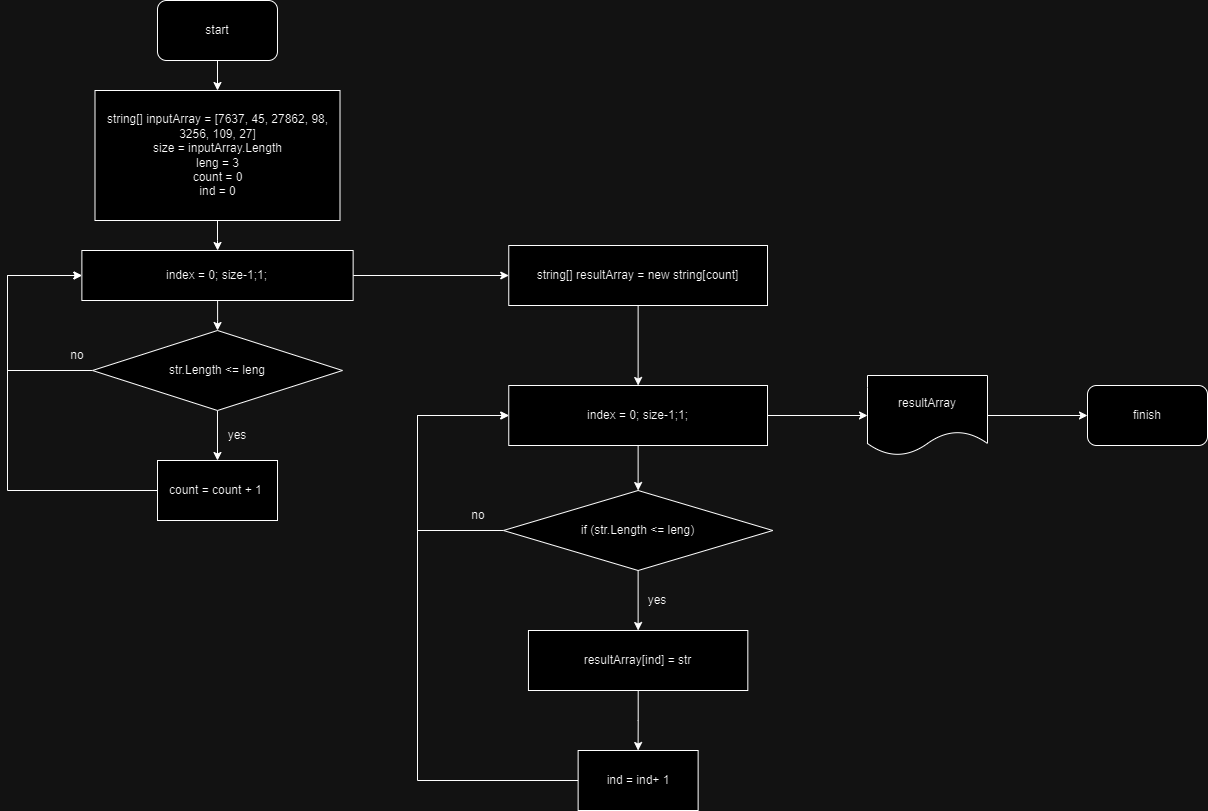 start
string[] inputArray = [7637, 45, 27862, 98,
3256, 109, 27]
size = inputArray.Length
leng = 3
count = 0
ind = 0
index = 0; size-1;1;
str.Length <= leng
no
yes
count = count + 1
string[] resultArray = new string[count]
index = 0; size-1;1;
if (str.Length <= leng)
no
yes
resultArray[ind] = str
ind = ind+ 1
resultArray
finish